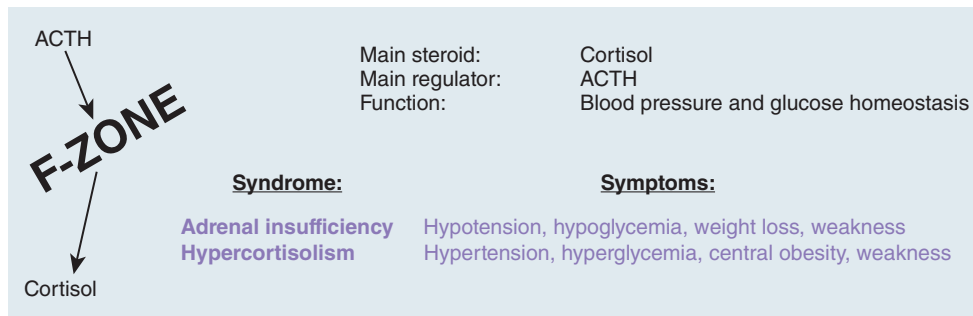 ACTH
F-ZONE
Cortisol
Main steroid: Cortisol
Main regulator: ACTH
Function: Blood pressure and glucose homeostasis
Syndrome: Symptoms:
Adrenal insufficiency Hypotension, hypoglycemia, weight loss, weakness
Hypercortisolism Hypertension, hyperglycemia, central obesity, weakness